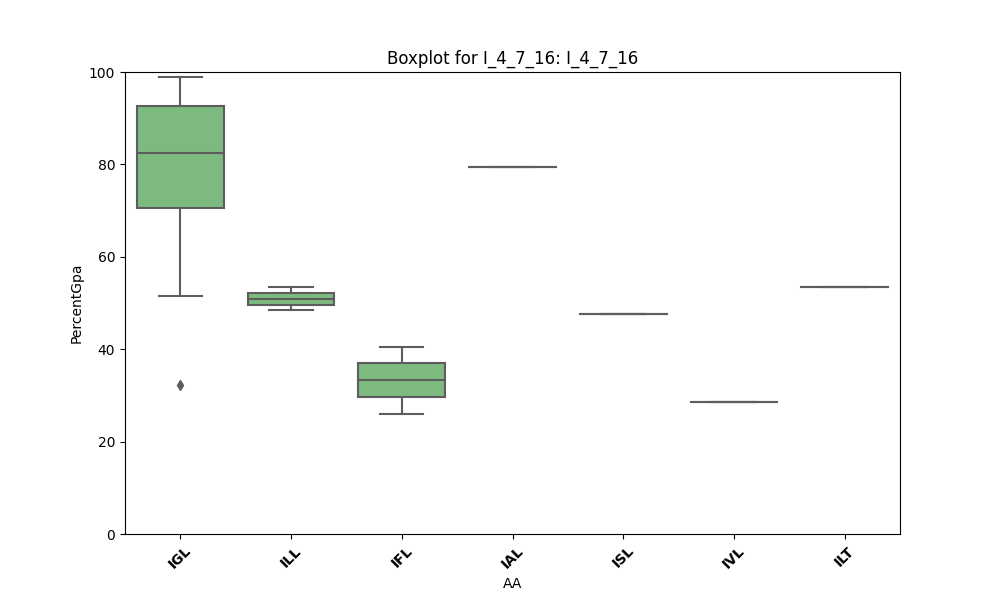 Boxplot for I_4_7_16: I_4_7_16
100
80
60
40
20
0
PercentGpa
IGL
ILL
IFL
IAL
ISL
IVL
ILT
AA